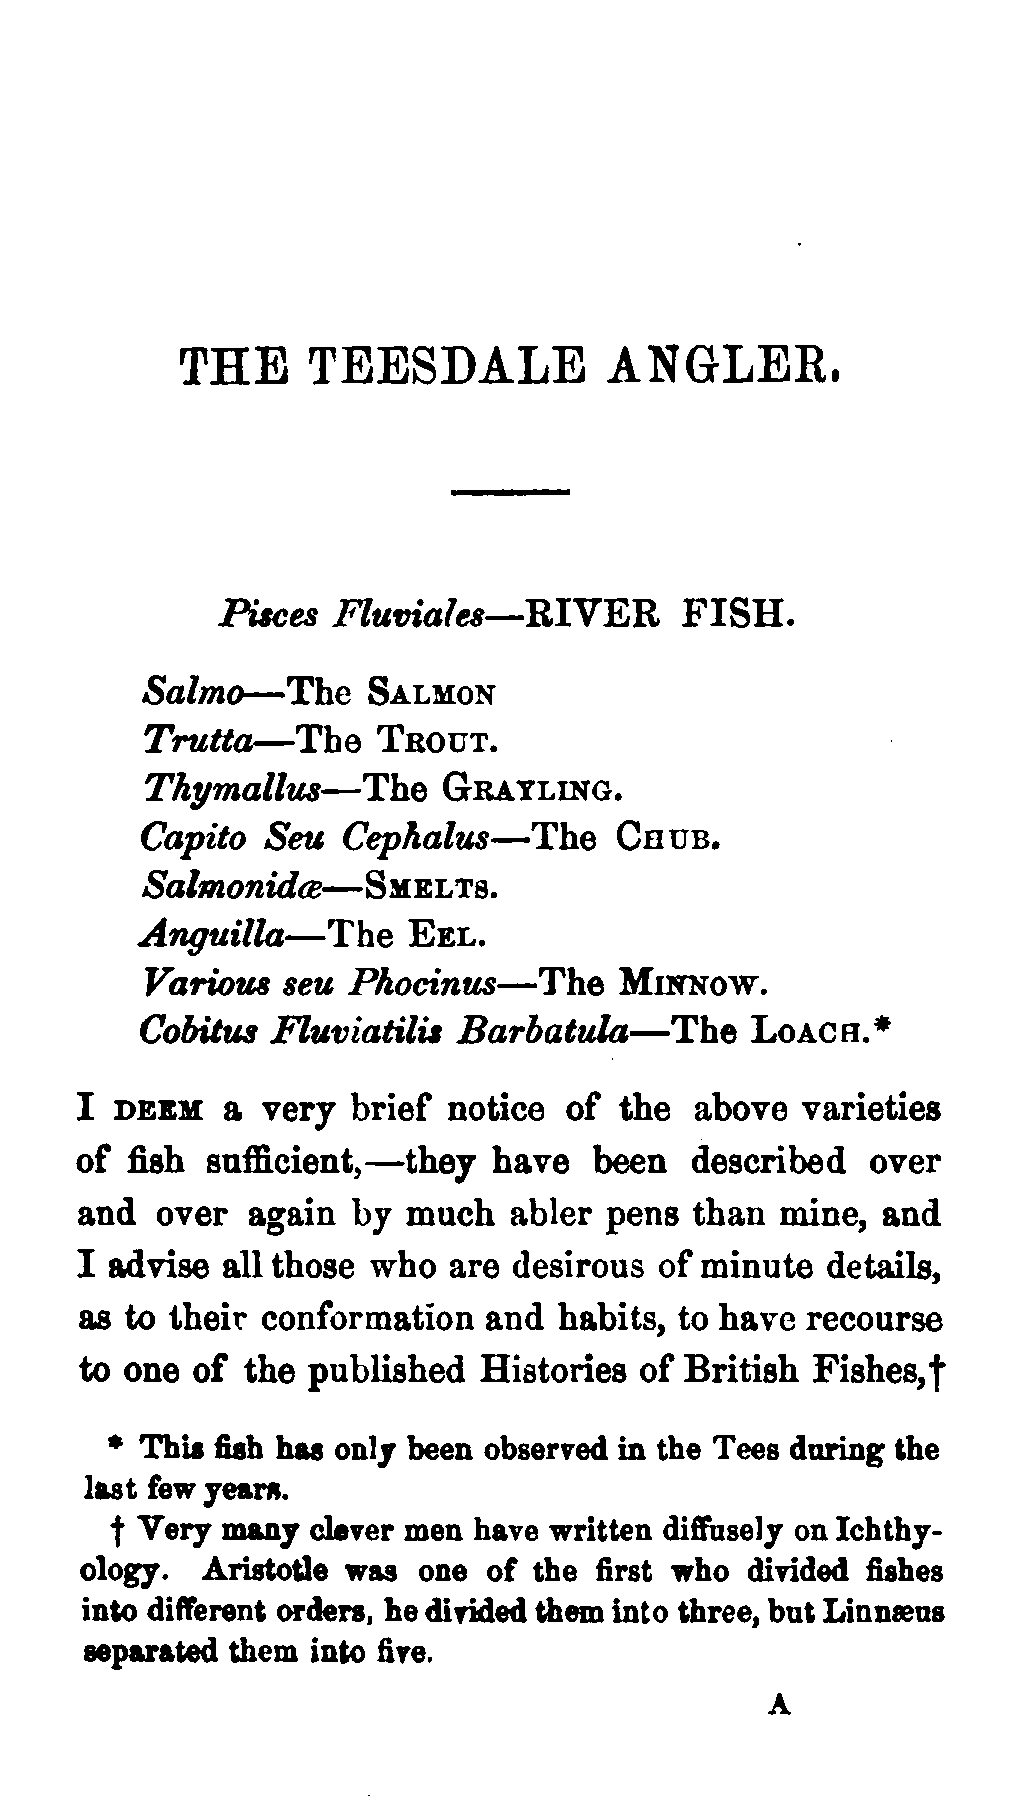 THE TEESDALE ANGLER.
Pisces Fluviales—RIVER FISH.
Salmo—The SALMON
Trutta—The TROUT.
Thymallus—The GRAYLING.
Capito Seu Cephalus—The CHUB.
Salmonidœ—SMELTS.
Anguilla—The EEL.
Various seu Phocinus—The MINNOW.
Cobitus Fluviatilis Barbatula—The LOACH.*
I DEEM a very brief notice of the above varieties
of fish sufficient,—they have been described over
and over again by much abler pens than mine, and
I advise all those who are desirous of minute details,
as to their conformation and habits, to have recourse
to one of the published Histories of British Fishes,†
* This fish has only been observed in the Tees during the
last few years.
† Very many clever men have written diffusely on Ichthy-
ology. Aristotle was one of the first who divided fishes
into different orders, he divided them into three, but Linnæus
separated them into five.
A